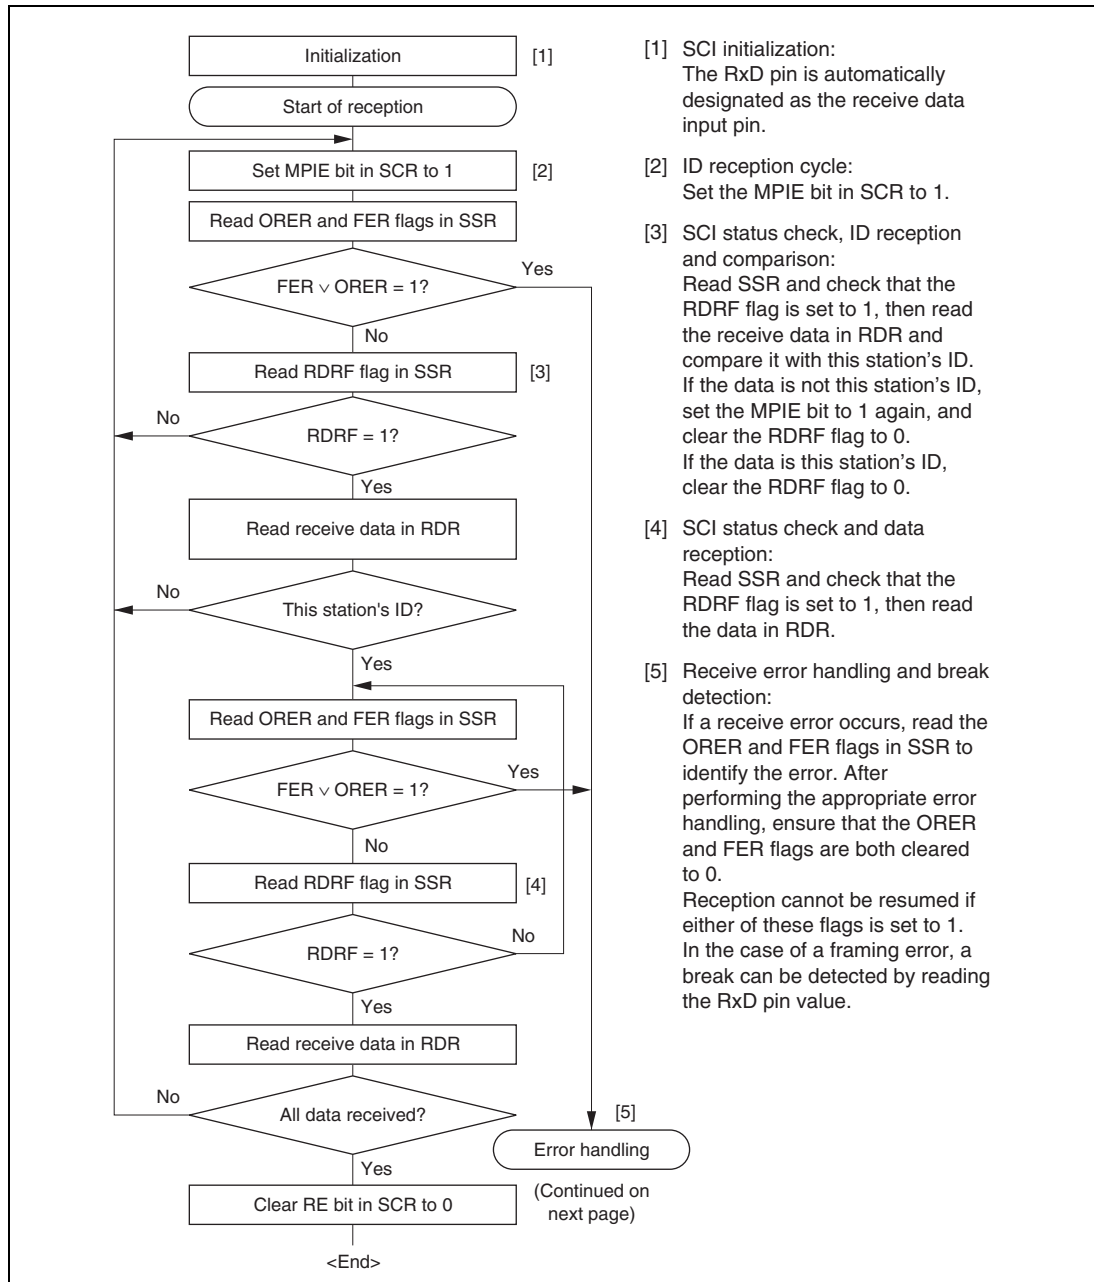 Initialization
[1]
Start of reception
Set MPIE bit in SCR to 1
[2]
Read ORER and FER flags in SSR
FER ∨ ORER = 1?
Yes
No
Read RDRF flag in SSR
[3]
No
RDRF = 1?
Yes
Read receive data in RDR
No
This station's ID?
Yes
Read ORER and FER flags in SSR
FER ∨ ORER = 1?
Yes
No
Read RDRF flag in SSR
[4]
RDRF = 1?
No
Yes
Read receive data in RDR
No
All data received?
Yes
[5]
Error handling
(Continued on
next page)
Clear RE bit in SCR to 0
<End>
[1] SCI initialization:
The RxD pin is automatically
designated as the receive data
input pin.
[2] ID reception cycle:
Set the MPIE bit in SCR to 1.
[3] SCI status check, ID reception
and comparison:
Read SSR and check that the
RDRF flag is set to 1, then read
the receive data in RDR and
compare it with this station's ID.
If the data is not this station's ID,
set the MPIE bit to 1 again, and
clear the RDRF flag to 0.
If the data is this station's ID,
clear the RDRF flag to 0.
[4] SCI status check and data
reception:
Read SSR and check that the
RDRF flag is set to 1, then read
the data in RDR.
[5] Receive error handling and break
detection:
If a receive error occurs, read the
ORER and FER flags in SSR to
identify the error. After
performing the appropriate error
handling, ensure that the ORER
and FER flags are both cleared
to 0.
Reception cannot be resumed if
either of these flags is set to 1.
In the case of a framing error, a
break can be detected by reading
the RxD pin value.